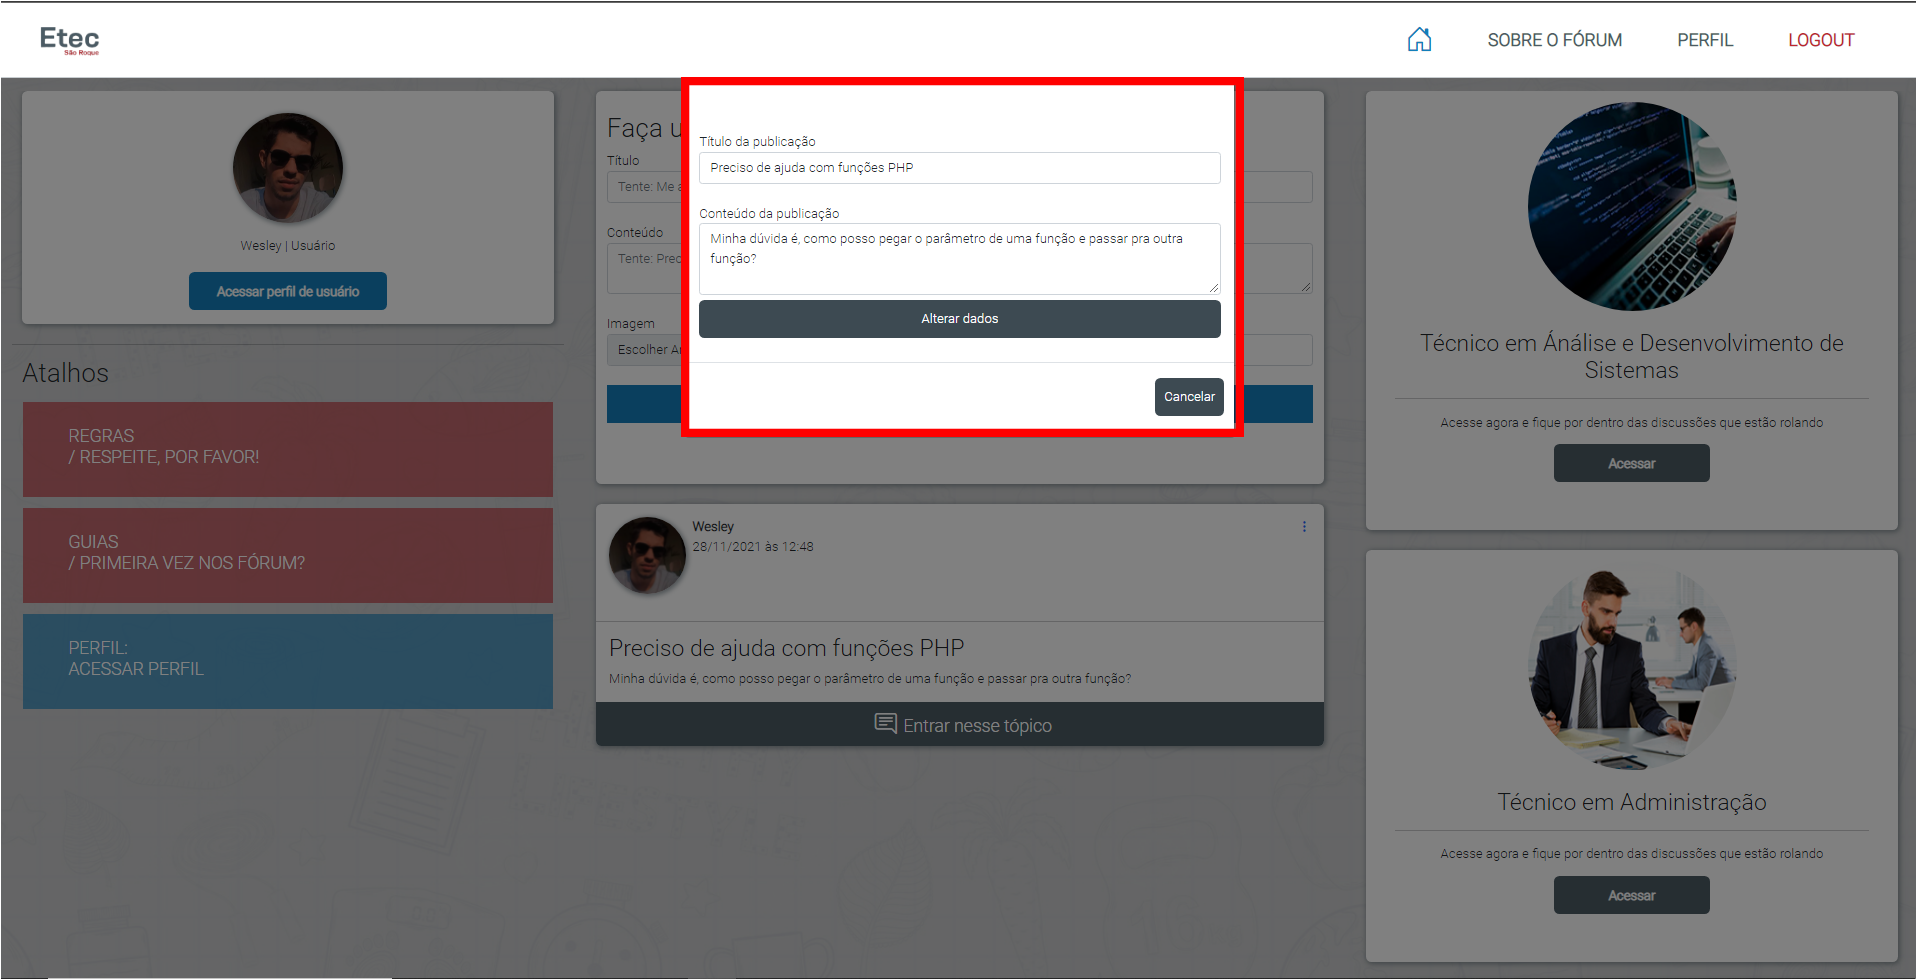 Etec
São Roque
SOBRE O FÓRUM
PERFIL
LOGOUT
Wesley | Usuário
Acessar perfil de usuário
Atalhos
REGRAS
/ RESPEITE, POR FAVOR!
GUIAS
/ PRIMEIRA VEZ NOS FÓRUM?
PERFIL:
ACESSAR PERFIL
Faça u
Título
Tente: Me a
Conteúdo
Tente: Prec
Imagem
Escolher Ar
Título da publicação
Preciso de ajuda com funções PHP
Conteúdo da publicação
Minha dúvida é, como posso pegar o parâmetro de uma função e passar pra outra
função?
Alterar dados
Cancelar
Wesley
28/11/2021 às 12:48
Preciso de ajuda com funções PHP
Minha dúvida é, como posso pegar o parâmetro de uma função e passar pra outra função?
Entrar nesse tópico
Técnico em Ánálise e Desenvolvimento de
Sistemas
Acesse agora e fique por dentro das discussões que estão rolando
Acessar
Técnico em Administração
Acesse agora e fique por dentro das discussões que estão rolando
Acessar